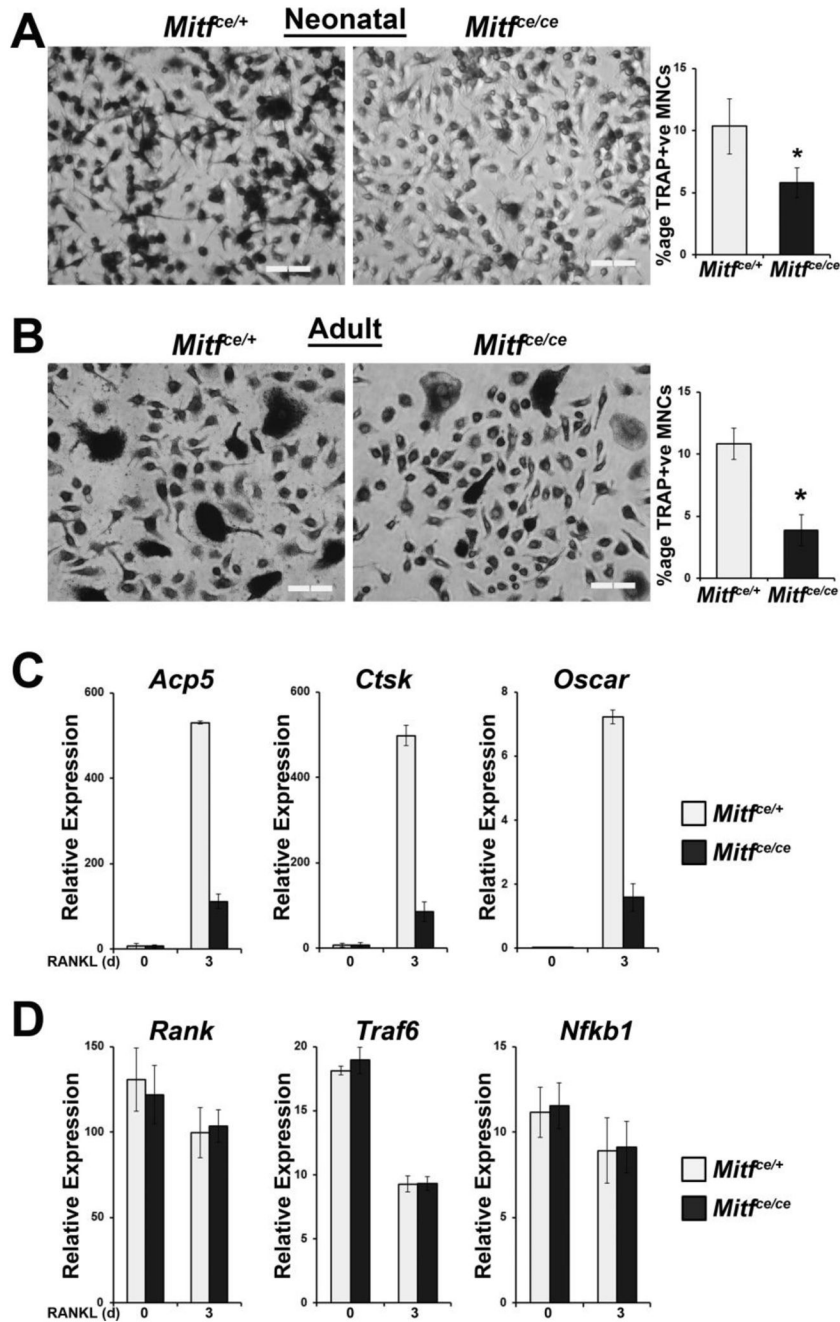 A
Mitfce/+ Neonatal Mitfce/ce
%age TRAP+ve MNCs
15
10
5
0
*
Mitfce/+ Mitfce/ce
B
Adult
Mitfce/+ Mitfce/ce
%age TRAP+ve MNCs
15
10
5
0
*
Mitfce/+ Mitfce/ce
C
Acp5
Relative Expression
600
400
200
0
RANKL (d) 0 3
Ctsk
Relative Expression
600
400
200
0
0 3
Oscar
Relative Expression
8
6
4
2
0
0 3
Mitfce/+
Mitfce/ce
D
Rank
Relative Expression
150
100
50
0
RANKL (d) 0 3
Traf6
Relative Expression
20
15
10
5
0
0 3
Nfkb1
Relative Expression
15
10
5
0
0 3
Mitfce/+
Mitfce/ce